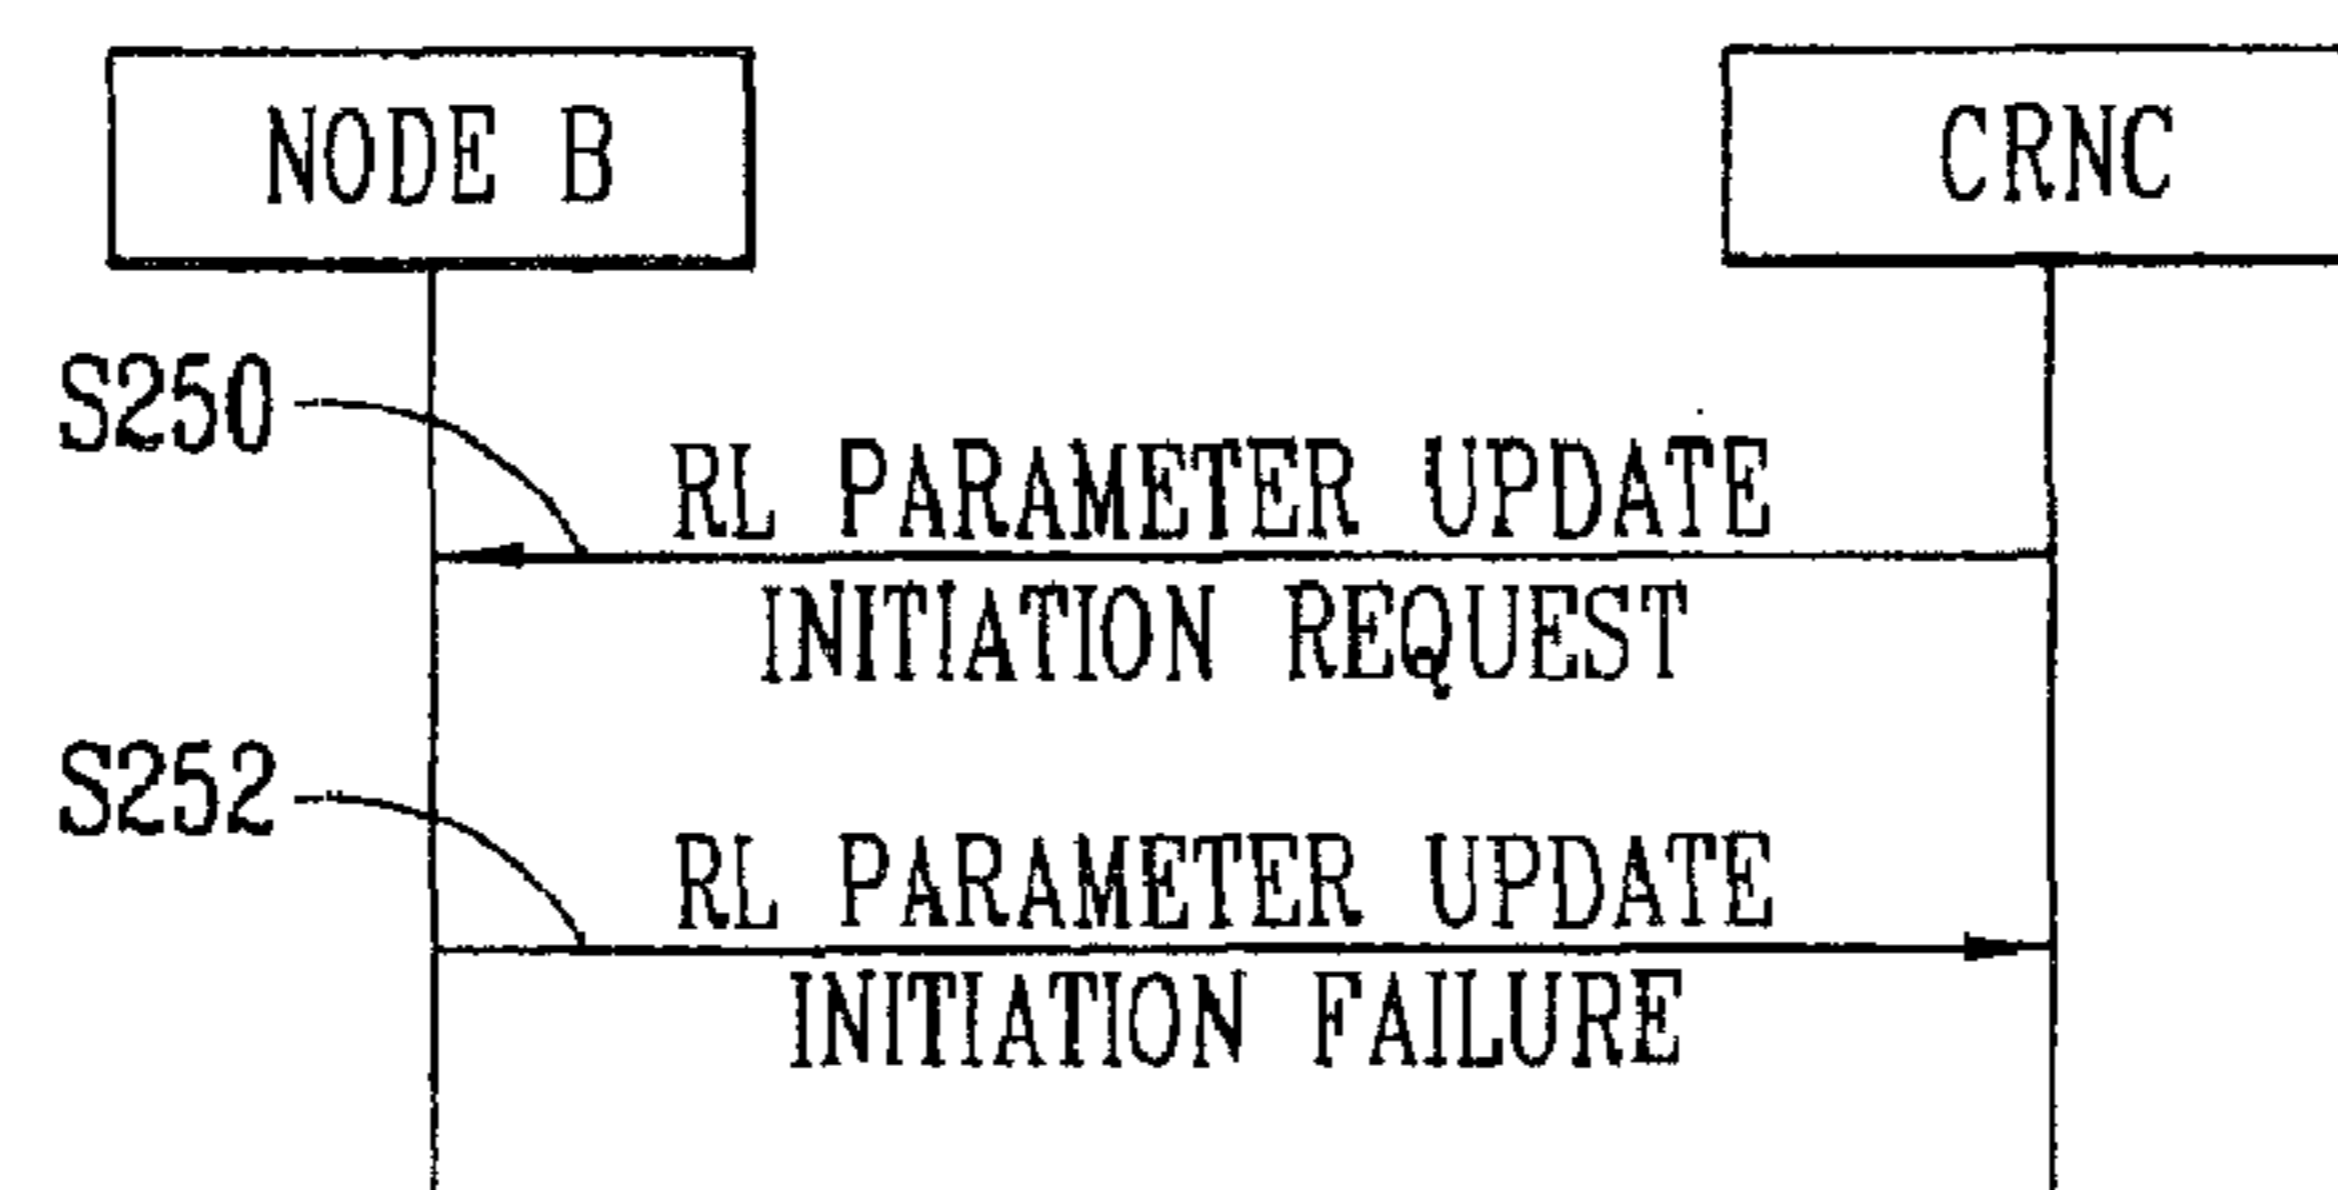 NODE B
CRNC
S250
RL PARAMETER UPDATE
INITIATION REQUEST
S252
RL PARAMETER UPDATE
INITIATION FAILURE